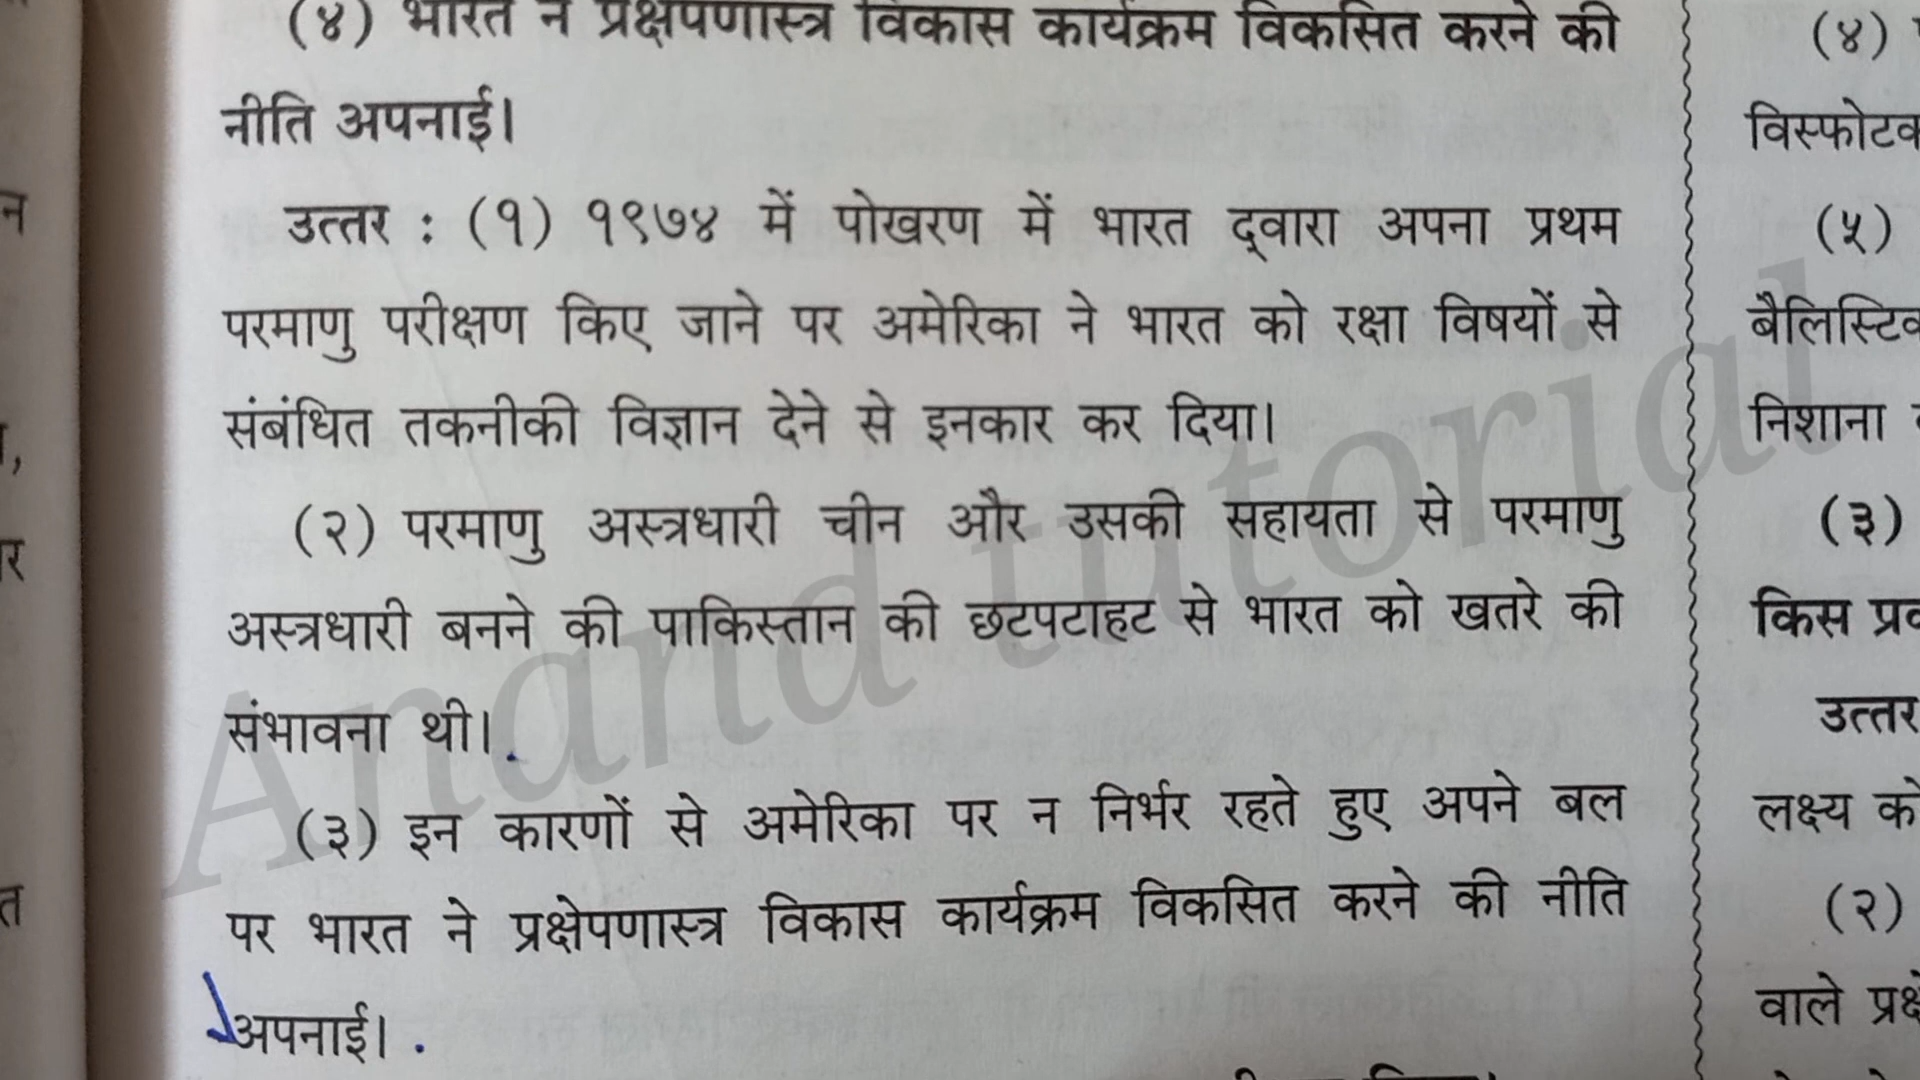 (४) भारत ने प्रक्षेपणास्त्र विकास कार्यक्रम विकसित करने की
नीति अपनाई।
उत्तर : (१) १९७४ में पोखरण में भारत द्वारा अपना प्रथम
परमाणु परीक्षण किए जाने पर अमेरिका ने भारत को रक्षा विषयों से
संबंधित तकनीकी विज्ञान देने से इनकार कर दिया।
(२) परमाणु अस्त्रधारी चीन और उसकी सहायता से परमाणु
अस्त्रधारी बनने की पाकिस्तान की छटपटाहट से भारत को खतरे की
संभावना थी।
(३) इन कारणों से अमेरिका पर न निर्भर रहते हुए अपने बल
पर भारत ने प्रक्षेपणास्त्र विकास कार्यक्रम विकसित करने की नीति
अपनाई।
(४)
(५)
निशाना
(३)
किस
उत्तर
लक्ष्य को
(२)
वाले
Anand tutorial